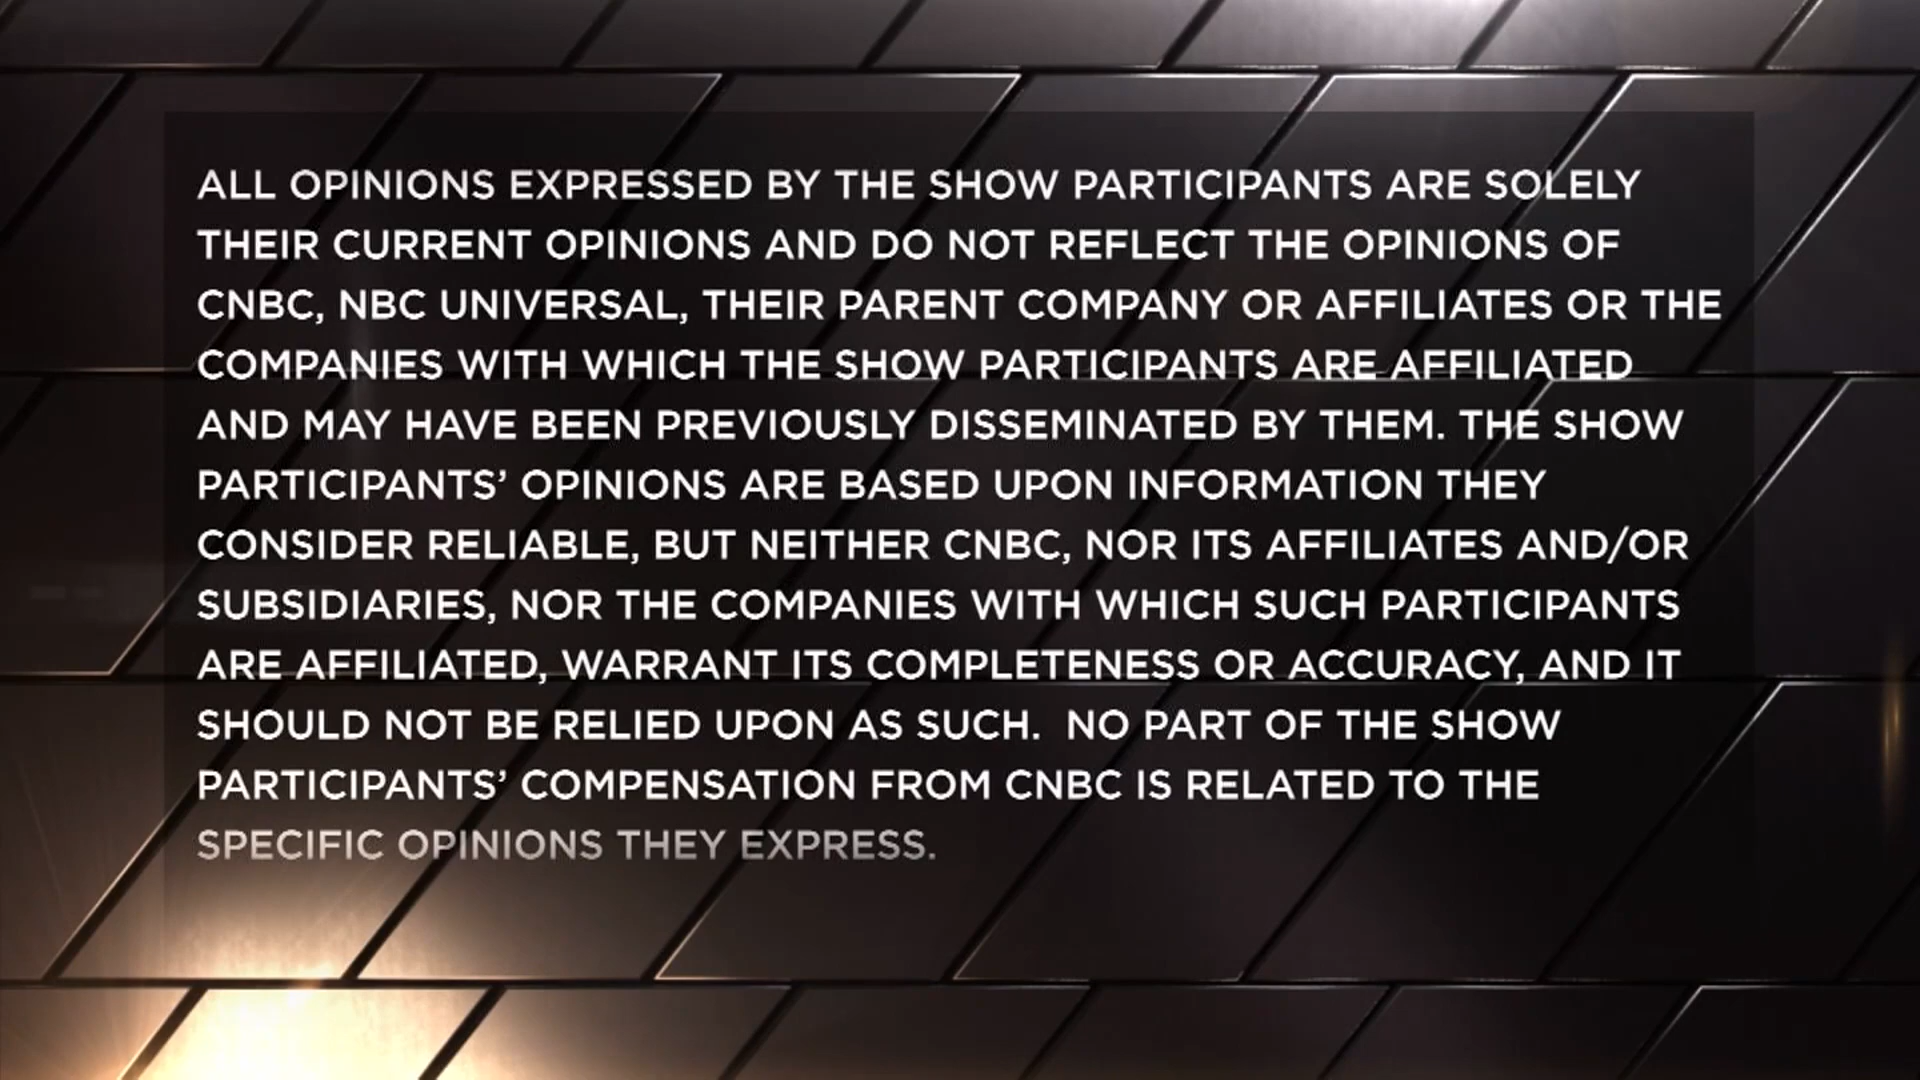 ALL OPINIONS EXPRESSED BY THE SHOW PARTICIPANTS ARE SOLELY
THEIR CURRENT OPINIONS AND DO NOT REFLECT THE OPINIONS OF
CNBC, NBC UNIVERSAL, THEIR PARENT COMPANY OR AFFILIATES OR THE
COMPANIES WITH WHICH THE SHOW PARTICIPANTS ARE AFFILIATED
AND MAY HAVE BEEN PREVIOUSLY DISSEMINATED BY THEM. THE SHOW
PARTICIPANTS’ OPINIONS ARE BASED UPON INFORMATION THEY
CONSIDER RELIABLE, BUT NEITHER CNBC, NOR ITS AFFILIATES AND/OR
SUBSIDIARIES, NOR THE COMPANIES WITH WHICH SUCH PARTICIPANTS
ARE AFFILIATED, WARRANT ITS COMPLETENESS OR ACCURACY, AND IT
SHOULD NOT BE RELIED UPON AS SUCH.  NO PART OF THE SHOW
PARTICIPANTS’ COMPENSATION FROM CNBC IS RELATED TO THE
SPECIFIC OPINIONS THEY EXPRESS.